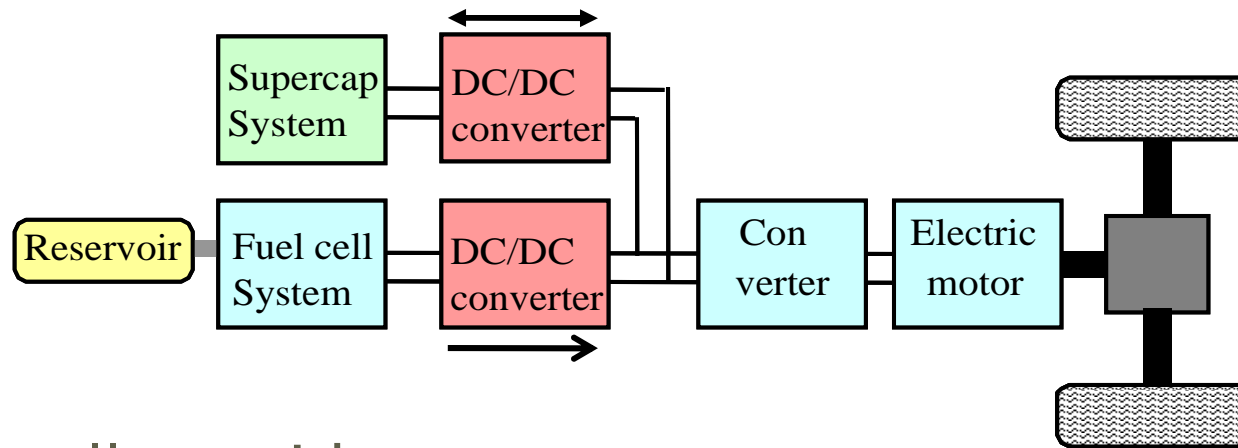 Supercap
System
DC/DC
converter
Reservoir
Fuel cell
System
DC/DC
converter
Con
verter
Electric
motor